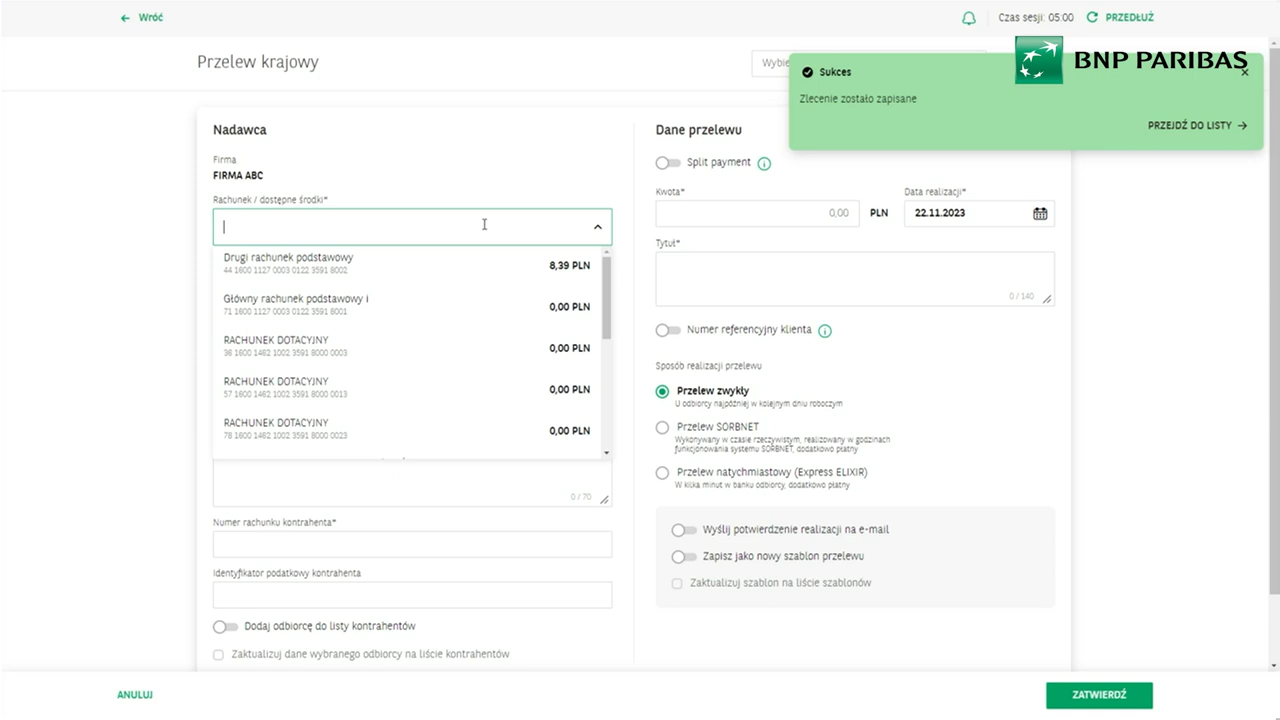 Wróć
Czas sesji: 05:00 PRZEDŁUŻ
Przelew krajowy
BNP PARIBAS
Sukces
Zlecenie zostało zapisane
PRZEJDŹ DO LISTY
Nadawca
Firma
FIRMA ABC
Rachunek / dostępne środki*
Drugi rachunek podstawowy
44 1600 1127 0003 0122 3591 8002
8,39 PLN
Główny rachunek podstawowy i
71 1600 1127 0003 0122 3591 8001
0,00 PLN
RACHUNEK DOTACYJNY
36 1600 1462 1002 3591 8000 0003
0,00 PLN
RACHUNEK DOTACYJNY
57 1600 1462 1002 3591 8000 0013
0,00 PLN
RACHUNEK DOTACYJNY
78 1600 1462 1002 3591 8000 0023
0,00 PLN
0 / 70
Numer rachunku kontrahenta*
Identyfikator podatkowy kontrahenta
Dodaj odbiorcę do listy kontrahentów
Zaktualizuj dane wybranego odbiorcy na liście kontrahentów
Dane przelewu
Split payment
Kwota*
0,00 PLN
Data realizacji*
22.11.2023
Tytuł*
0 / 140
Numer referencyjny klienta
Sposób realizacji przelewu
Przelew zwykły
U odbiorcy najpóźniej w kolejnym dniu roboczym
Przelew SORBNET
Wykonywany w czasie rzeczywistym, realizowany w godzinach
funkcjonowania systemu SORBNET, dodatkowo płatny
Przelew natychmiastowy (Express ELIXIR)
W kilka minut w banku odbiorcy, dodatkowo płatny
Wyślij potwierdzenie realizacji na e-mail
Zapisz jako nowy szablon przelewu
Zaktualizuj szablon na liście szablonów
ANULUJ
ZATWIERDŹ